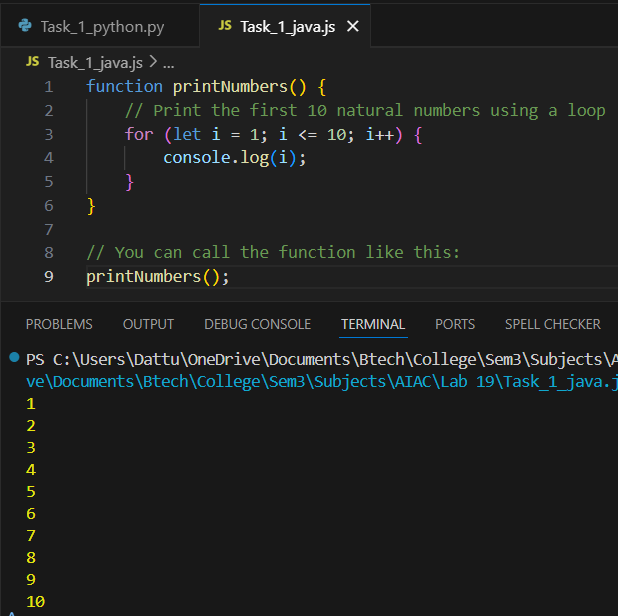 Task_1_python.py JS Task_1_java.js ×
JS Task_1_java.js > ...
1 function printNumbers() {
2 // Print the first 10 natural numbers using a loop
3 for (let i = 1; i <= 10; i++) {
4 console.log(i);
5 }
6 }
7
8 // You can call the function like this:
9 printNumbers();
PROBLEMS OUTPUT DEBUG CONSOLE TERMINAL PORTS SPELL CHECKER
PS C:\Users\Dattu\OneDrive\Documents\Btech\College\Sem3\Subjects\A
ve\Documents\Btech\College\Sem3\Subjects\AIAC\Lab 19\Task_1_java.j
1
2
3
4
5
6
7
8
9
10